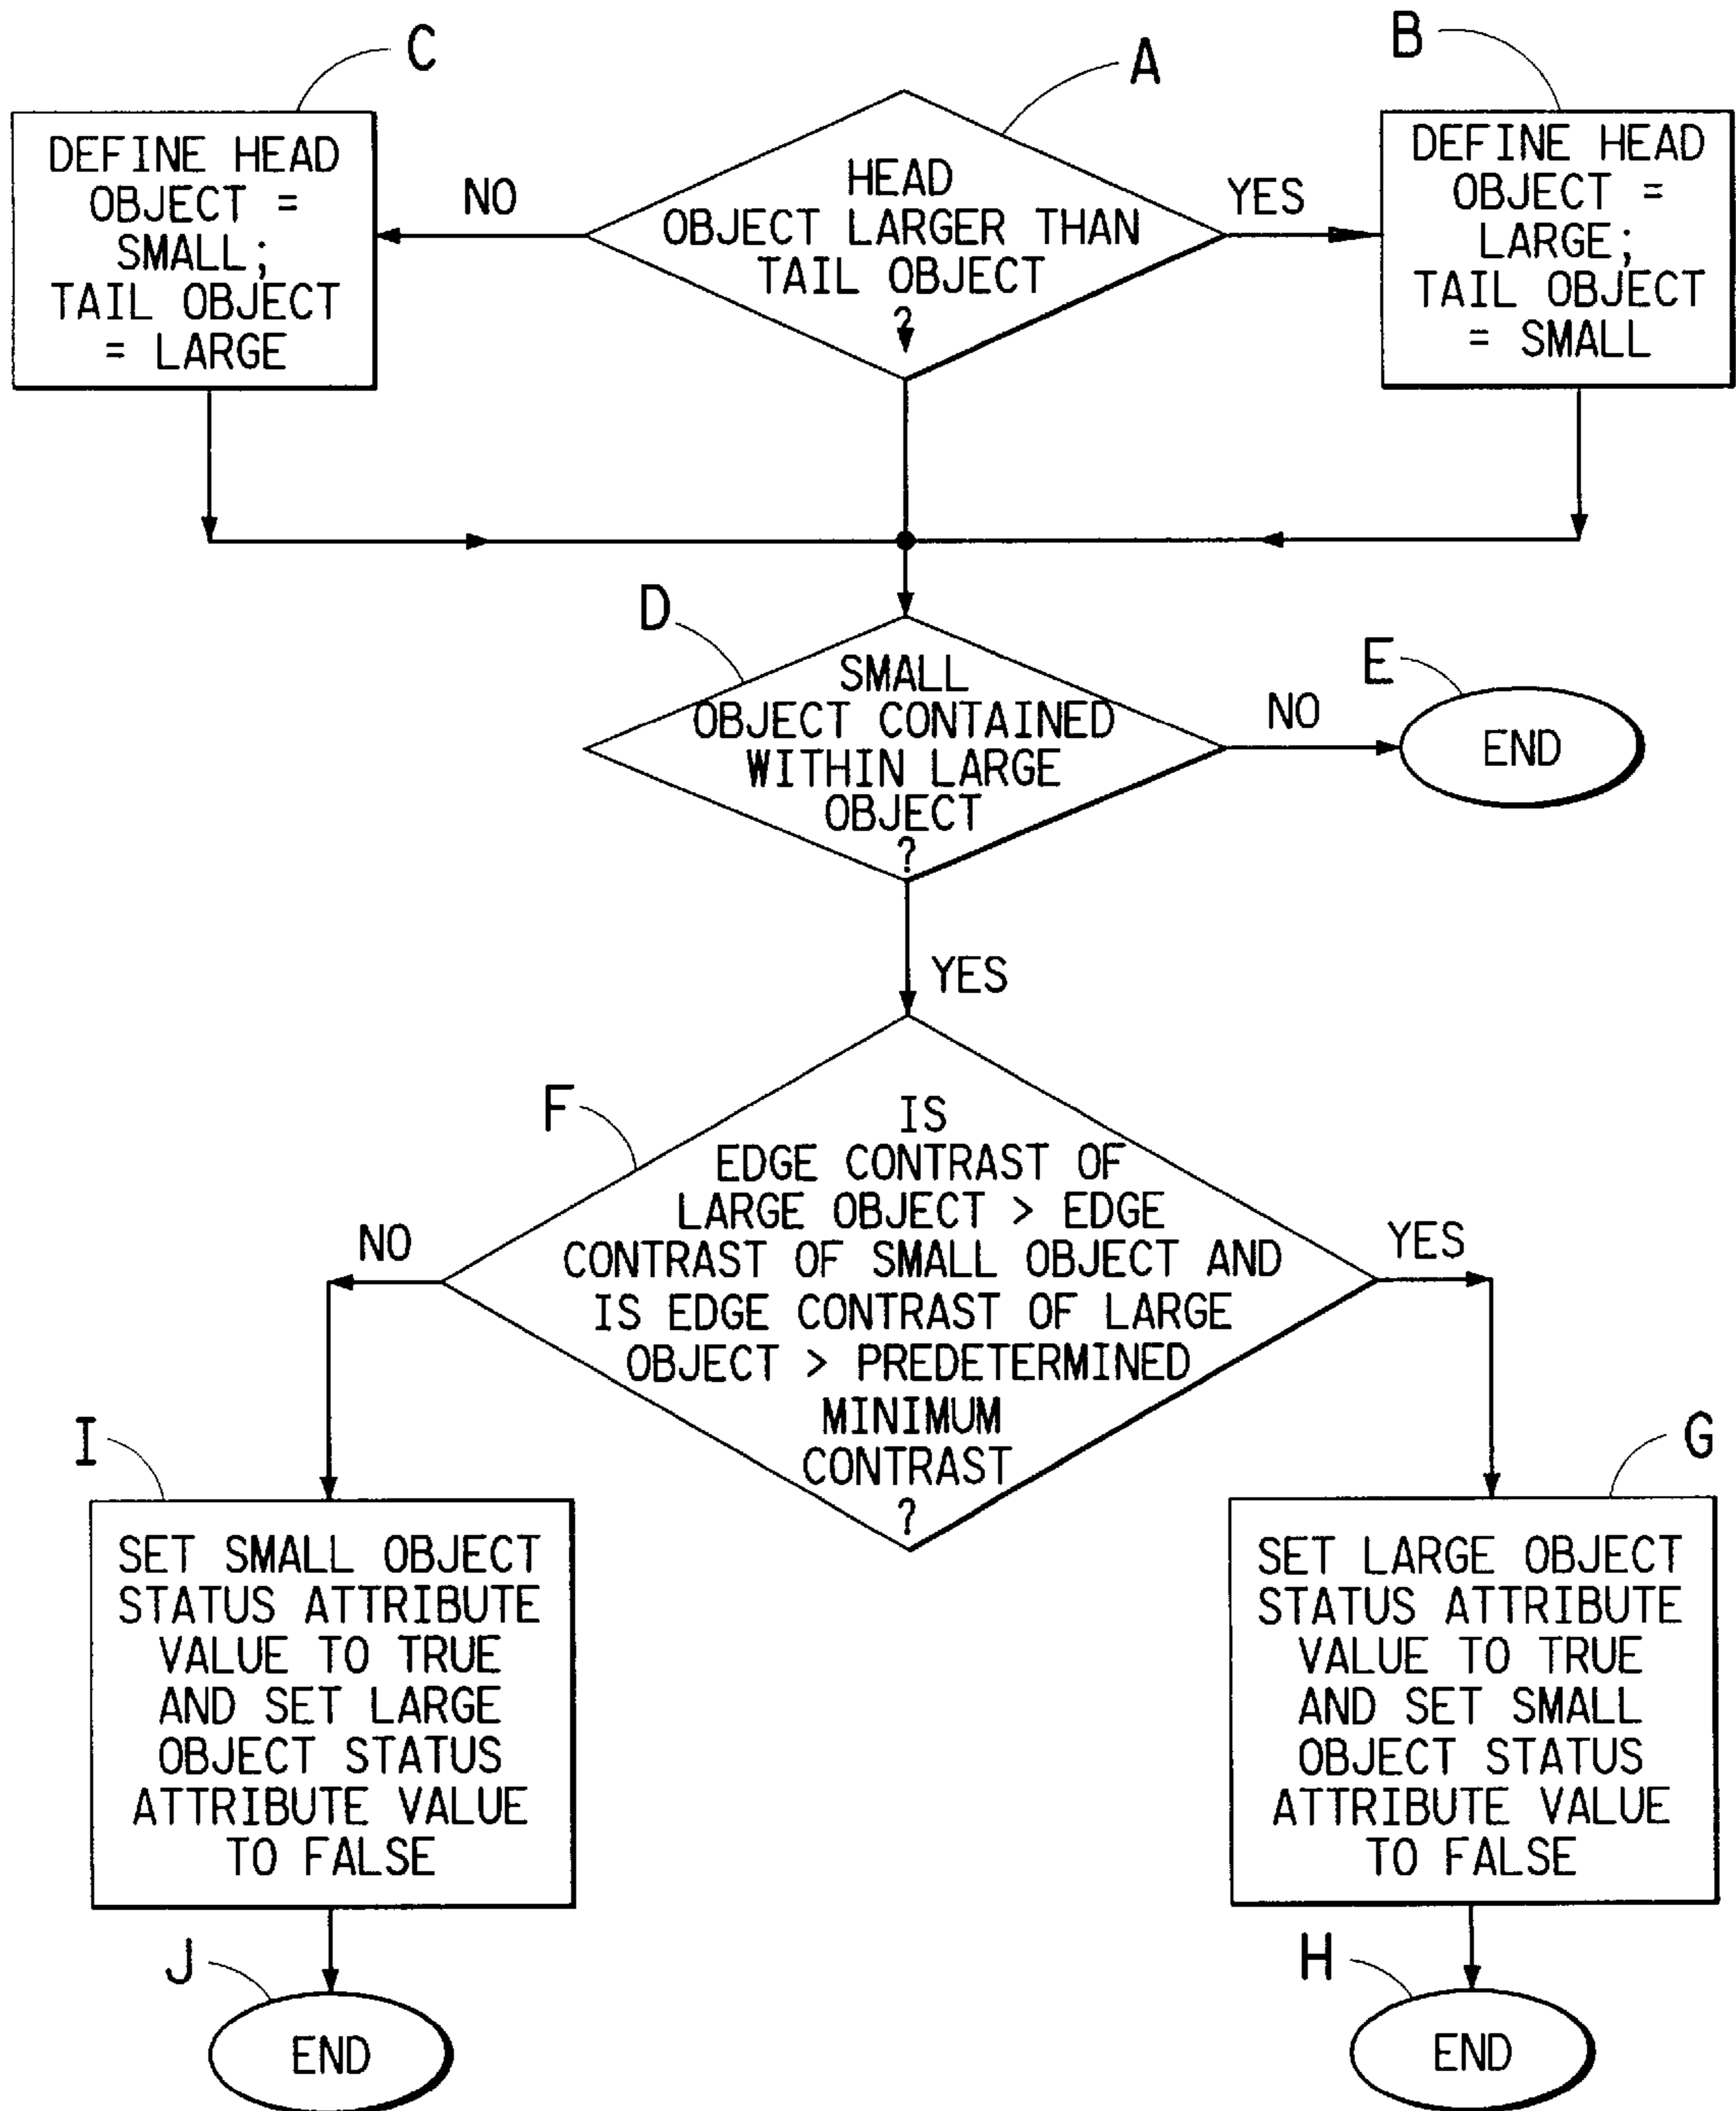 C
A
B
DEFINE HEAD
OBJECT =
SMALL;
TAIL OBJECT
= LARGE
NO
HEAD
OBJECT LARGER THAN
TAIL OBJECT
?
YES
DEFINE HEAD
OBJECT =
LARGE;
TAIL OBJECT
= SMALL
D
SMALL
OBJECT CONTAINED
WITHIN LARGE
OBJECT
?
NO
E
END
YES
F
IS
EDGE CONTRAST OF
LARGE OBJECT > EDGE
CONTRAST OF SMALL OBJECT AND
IS EDGE CONTRAST OF LARGE
OBJECT > PREDETERMINED
MINIMUM
CONTRAST
?
NO
YES
I
SET SMALL OBJECT
STATUS ATTRIBUTE
VALUE TO TRUE
AND SET LARGE
OBJECT STATUS
ATTRIBUTE VALUE
TO FALSE
G
SET LARGE OBJECT
STATUS ATTRIBUTE
VALUE TO TRUE
AND SET SMALL
OBJECT STATUS
ATTRIBUTE VALUE
TO FALSE
J
END
H
END